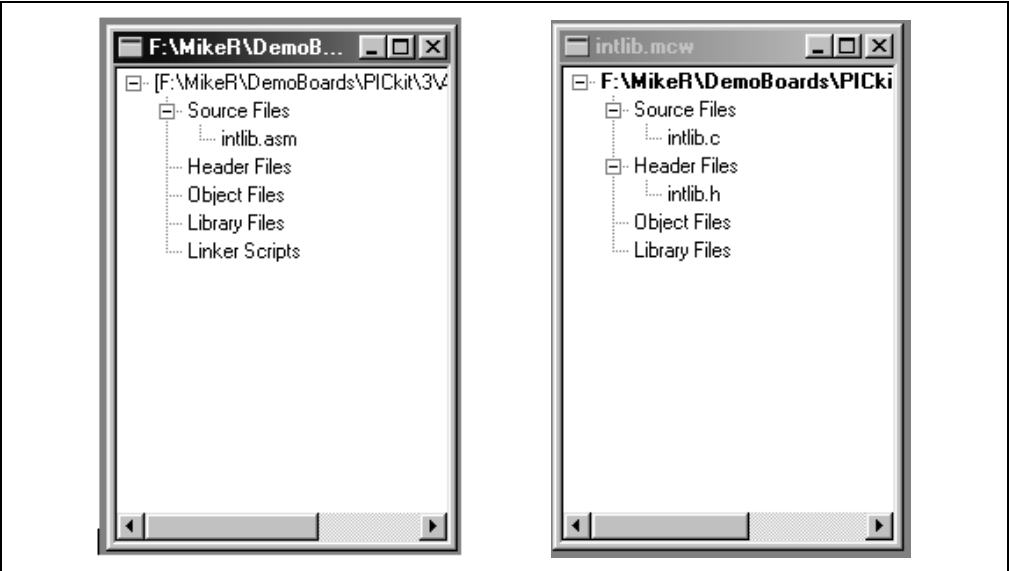 F:\MikeR\DemoB...
[F:\MikeR\DemoBoards\PICkit\3\4
Source Files
intlib.asm
Header Files
Object Files
Library Files
Linker Scripts
intlib.mcw
F:\MikeR\DemoBoards\PICki
Source Files
intlib.c
Header Files
intlib.h
Object Files
Library Files